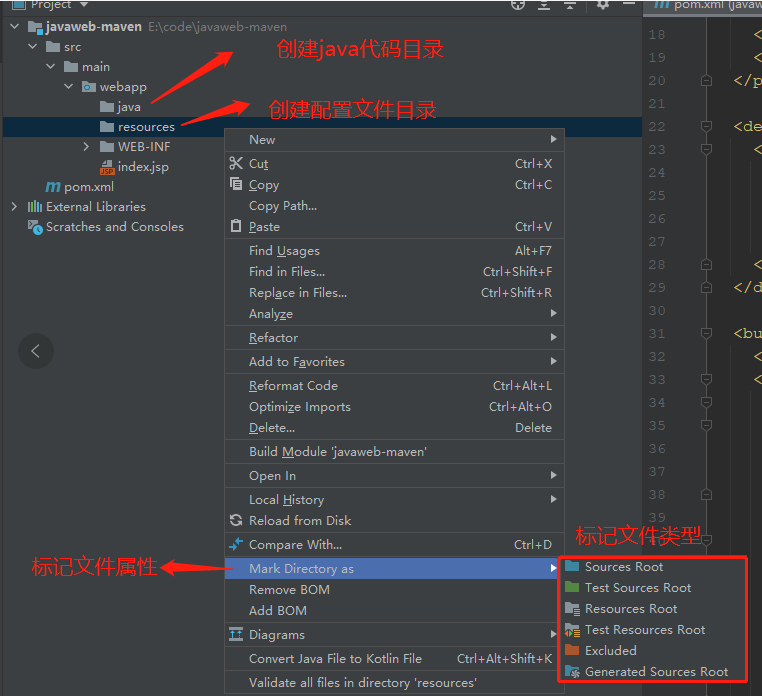 Project
pom.xml (javaw
javaweb-maven E:\code\javaweb-maven
src
main
webapp
java
resources
WEB-INF
index.jsp
pom.xml
External Libraries
Scratches and Consoles
创建java代码目录
创建配置文件目录
New
Cut Ctrl+X
Copy Ctrl+C
Copy Path...
Paste Ctrl+V
Find Usages Alt+F7
Find in Files... Ctrl+Shift+F
Replace in Files... Ctrl+Shift+R
Analyze
Refactor
Add to Favorites
Reformat Code Ctrl+Alt+L
Optimize Imports Ctrl+Alt+O
Delete... Delete
Build Module 'javaweb-maven'
Open In
Local History
Reload from Disk
Compare With... Ctrl+D
Mark Directory as
Remove BOM
Add BOM
Diagrams
Convert Java File to Kotlin File Ctrl+Alt+Shift+K
Validate all files in directory 'resources'
标记文件属性
标记文件类型
Sources Root
Test Sources Root
Resources Root
Test Resources Root
Excluded
Generated Sources Root
18 <
19 <
20 </p
21
22 <de
23 <
24
25
26
27
28 <
29 </d
30
31 <bu
32 <
33 <
34
35
36
37
38